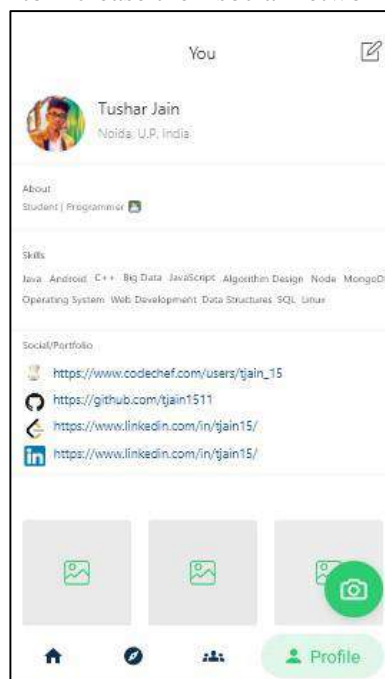 You
Tushar Jain
Noida, U.P, india
About
Student | Programmer
Skills
Java Android C++ Big Data JavaScript Algorithm Design Node MongoD
Operating System Web Development Data Structures SQL Linux
Social/Portfolio
https://www.codechef.com/users/tjain_15
https://github.com/tjain1511
https://www.linkedin.com/in/tjain15/
in https://www.linkedin.com/in/tjain15/
Profile